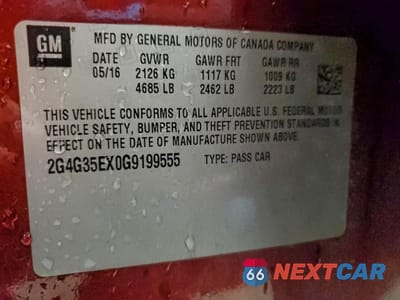 GM
MFD BY GENERAL MOTORS OF CANADA COMPANY
DATE GVWR GAWR FRT GAWR RR
05/16 2126 KG 1117 KG 1009 KG
4685 LB 2462 LB 2223 LB
THIS VEHICLE CONFORMS TO ALL APPLICABLE U.S. FEDERAL MOTOR
VEHICLE SAFETY, BUMPER, AND THEFT PREVENTION STANDARDS IN
EFFECT ON THE DATE OF MANUFACTURE SHOWN ABOVE.
2G4G35EX0G9199555 TYPE: PASS CAR
66 NEXTCAR